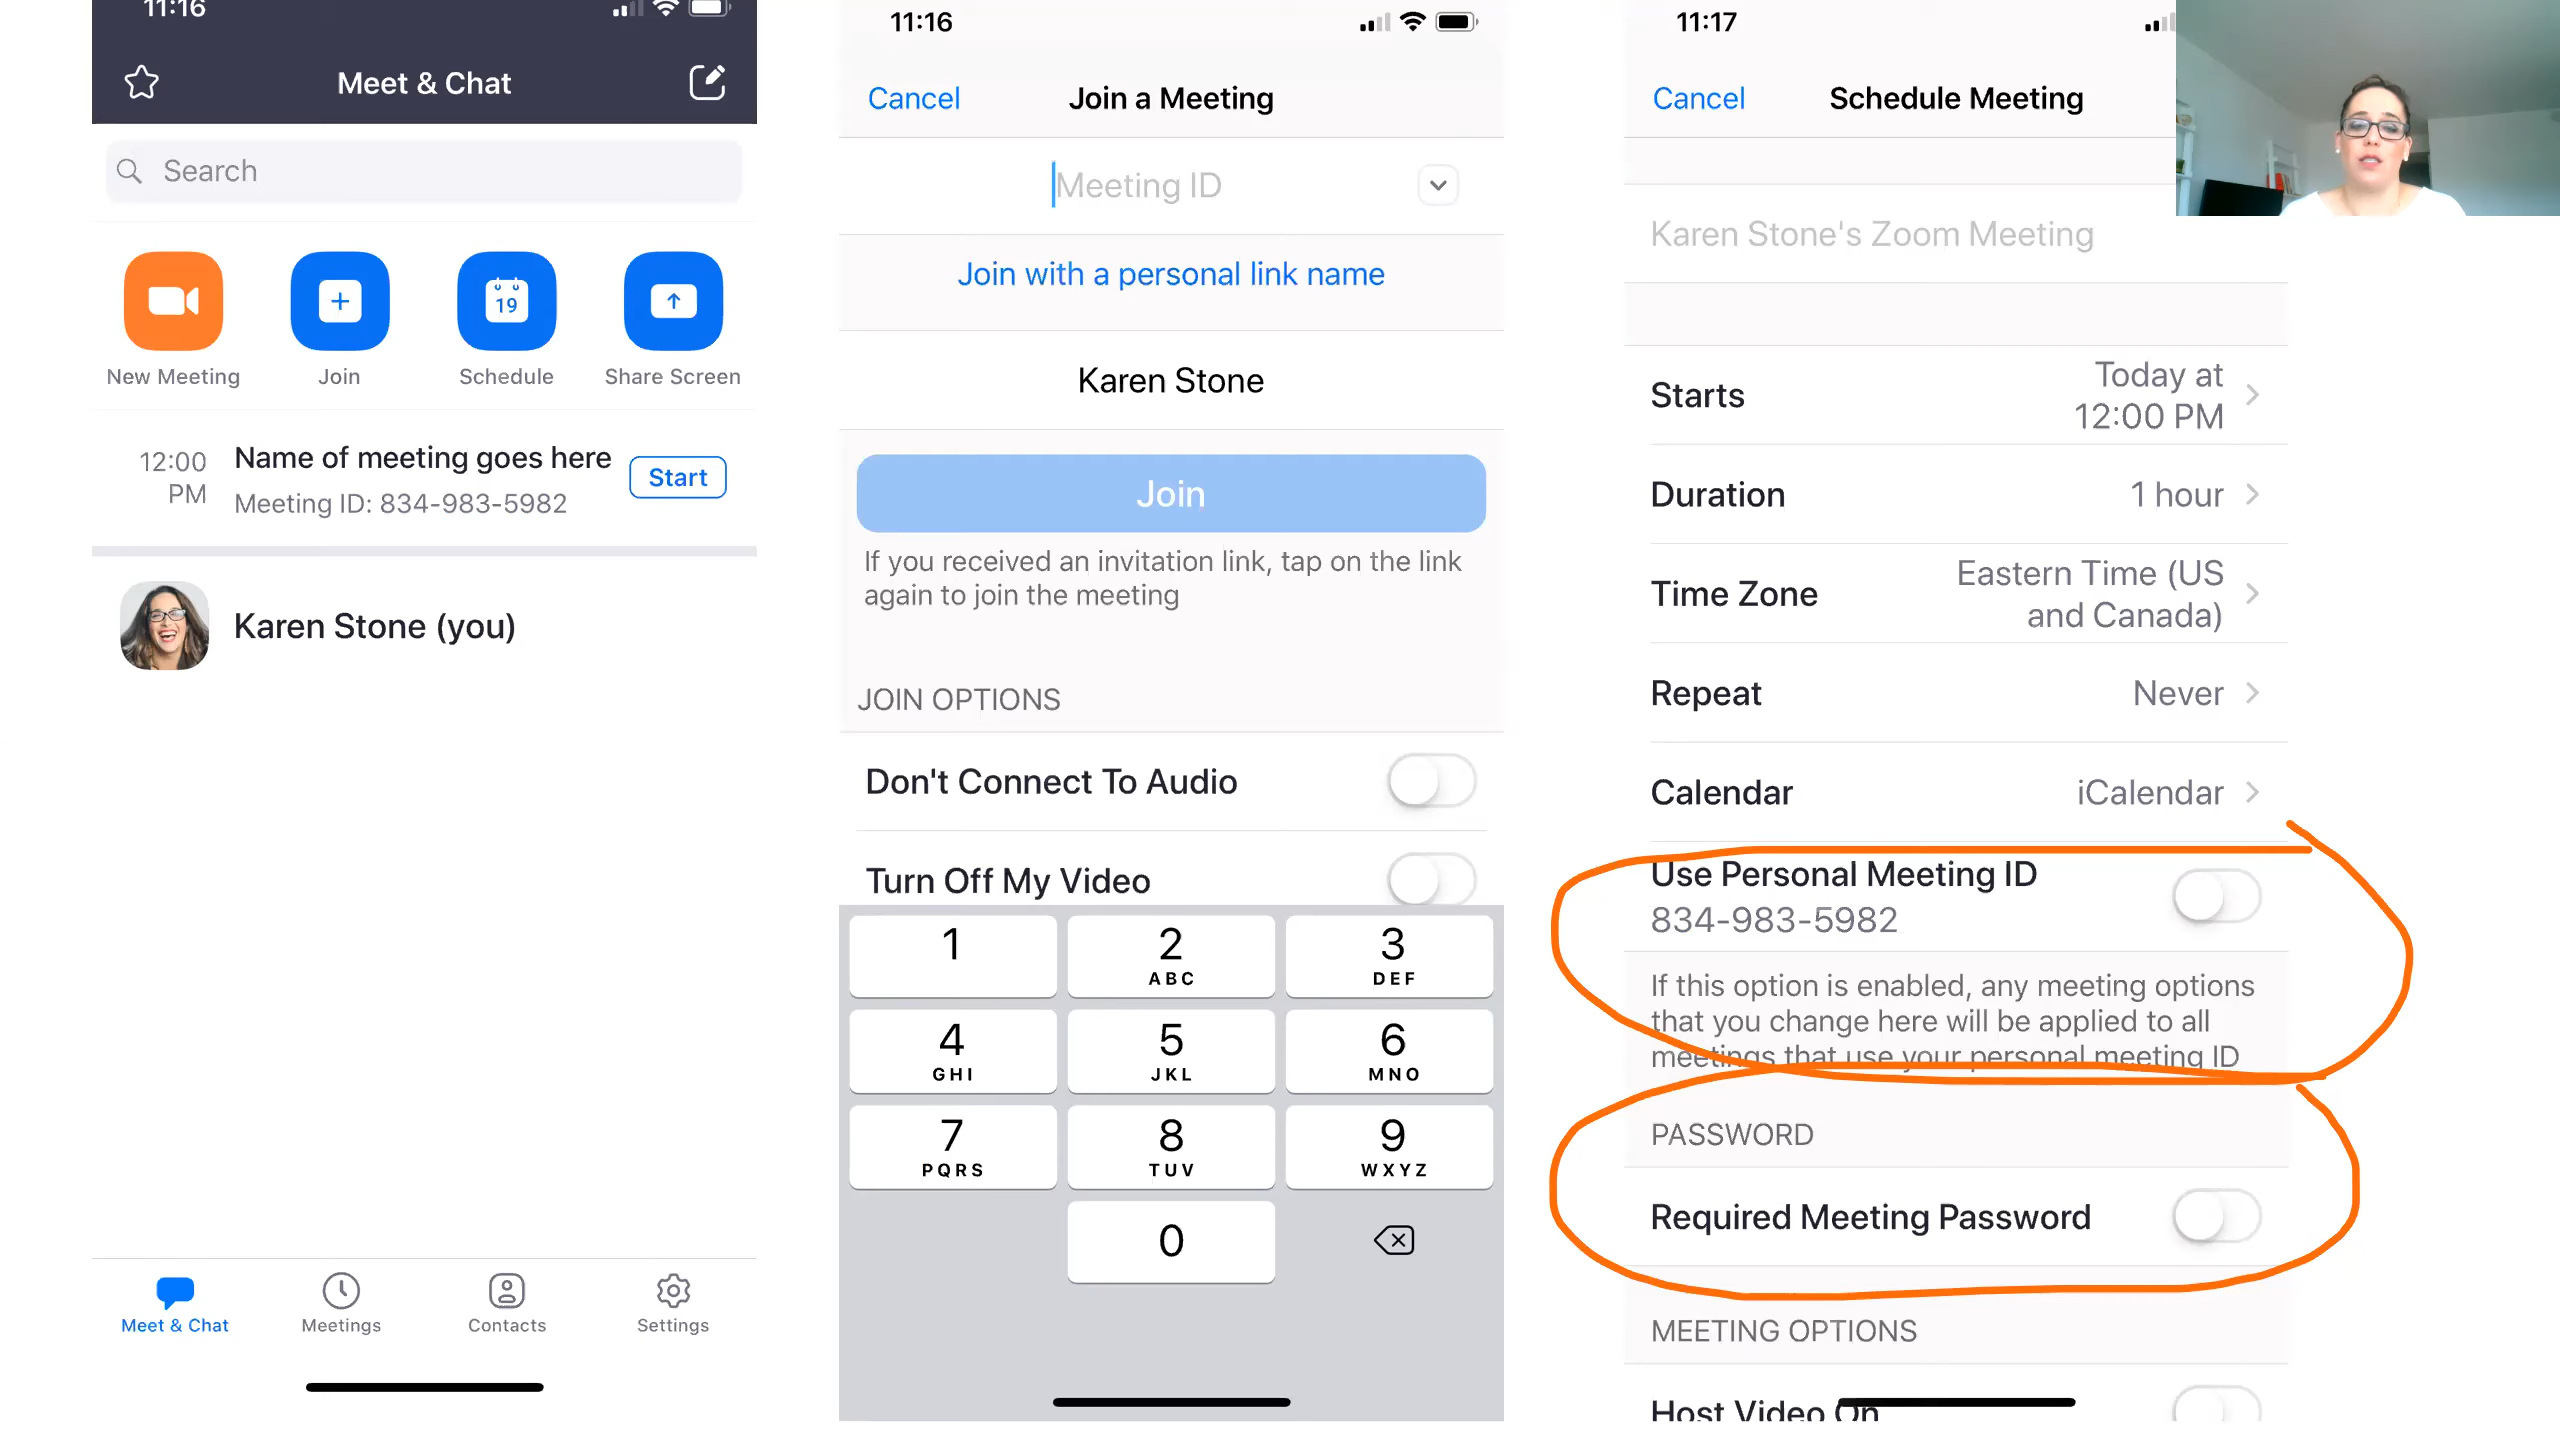 11:16
Meet & Chat
Search
19
New Meeting
Join
Schedule
Share Screen
12:00
PM
Name of meeting goes here
Meeting ID: 834-983-5982
Start
Karen Stone (you)
Meet & Chat
Meetings
Contacts
Settings
11:16
Cancel
Join a Meeting
Meeting ID
Join with a personal link name
Karen Stone
Join
If you received an invitation link, tap on the link
again to join the meeting
JOIN OPTIONS
Don't Connect To Audio
Turn Off My Video
1
2
ABC
3
DEF
4
GHI
5
JKL
6
MNO
7
PQRS
8
TUV
9
WXYZ
0
11:17
Cancel
Schedule Meeting
Karen Stone's Zoom Meeting
Starts
Today at
12:00 PM
Duration
1 hour
Time Zone
Eastern Time (US
and Canada)
Repeat
Never
Calendar
iCalendar
Use Personal Meeting ID
834-983-5982
If this option is enabled, any meeting options
that you change here will be applied to all
meetings that use your personal meeting ID
PASSWORD
Required Meeting Password
MEETING OPTIONS
Host Video On